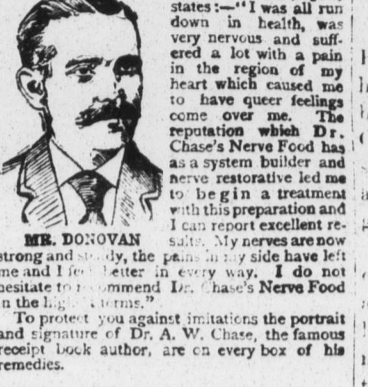 states:—"I was all run
down in health, was
very nervous and suff-
ered a lot with a pain
in the region of my
heart which caused me
to have queer feelings
come over me. The
reputation which Dr.
Chase's Nerve Food has
as a system builder and
nerve restorative led me
to begin a treatment
with this preparation and
I can report excellent re-
MR. DONOVAN
sults. My nerves are now
strong and the pains in my side have left
me and I better in every way. I do not
hesitate to Chase's Nerve Food
in the terms."
To protect you against imitations the portrait
and signature of Dr. A. W. Chase, the famous
receipt book author, are on every box of his
remedies.